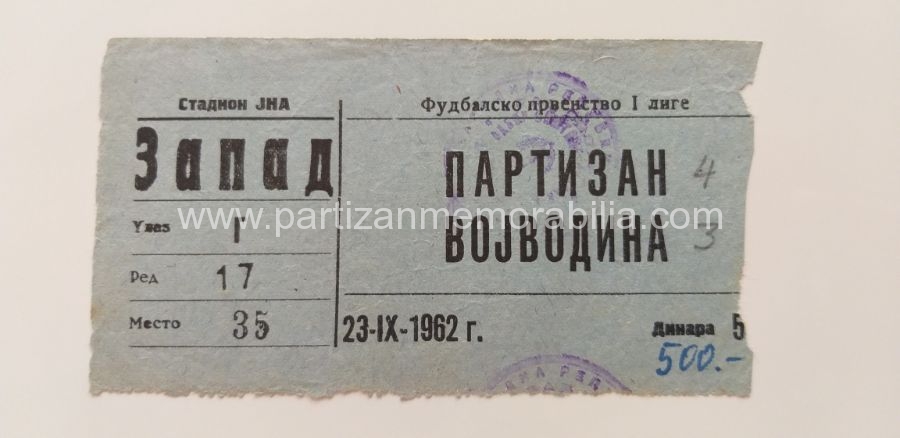 Стадион ЈНА
Запад
Улаз Г
Ред 17
Место 35
Фудбалско првенство I лиге
ПАРТИЗАН 4
ВОЈВОДИНА 3
23-IX-1962 г.
Динара 5
500.-
www.partizanmemorabilia.com